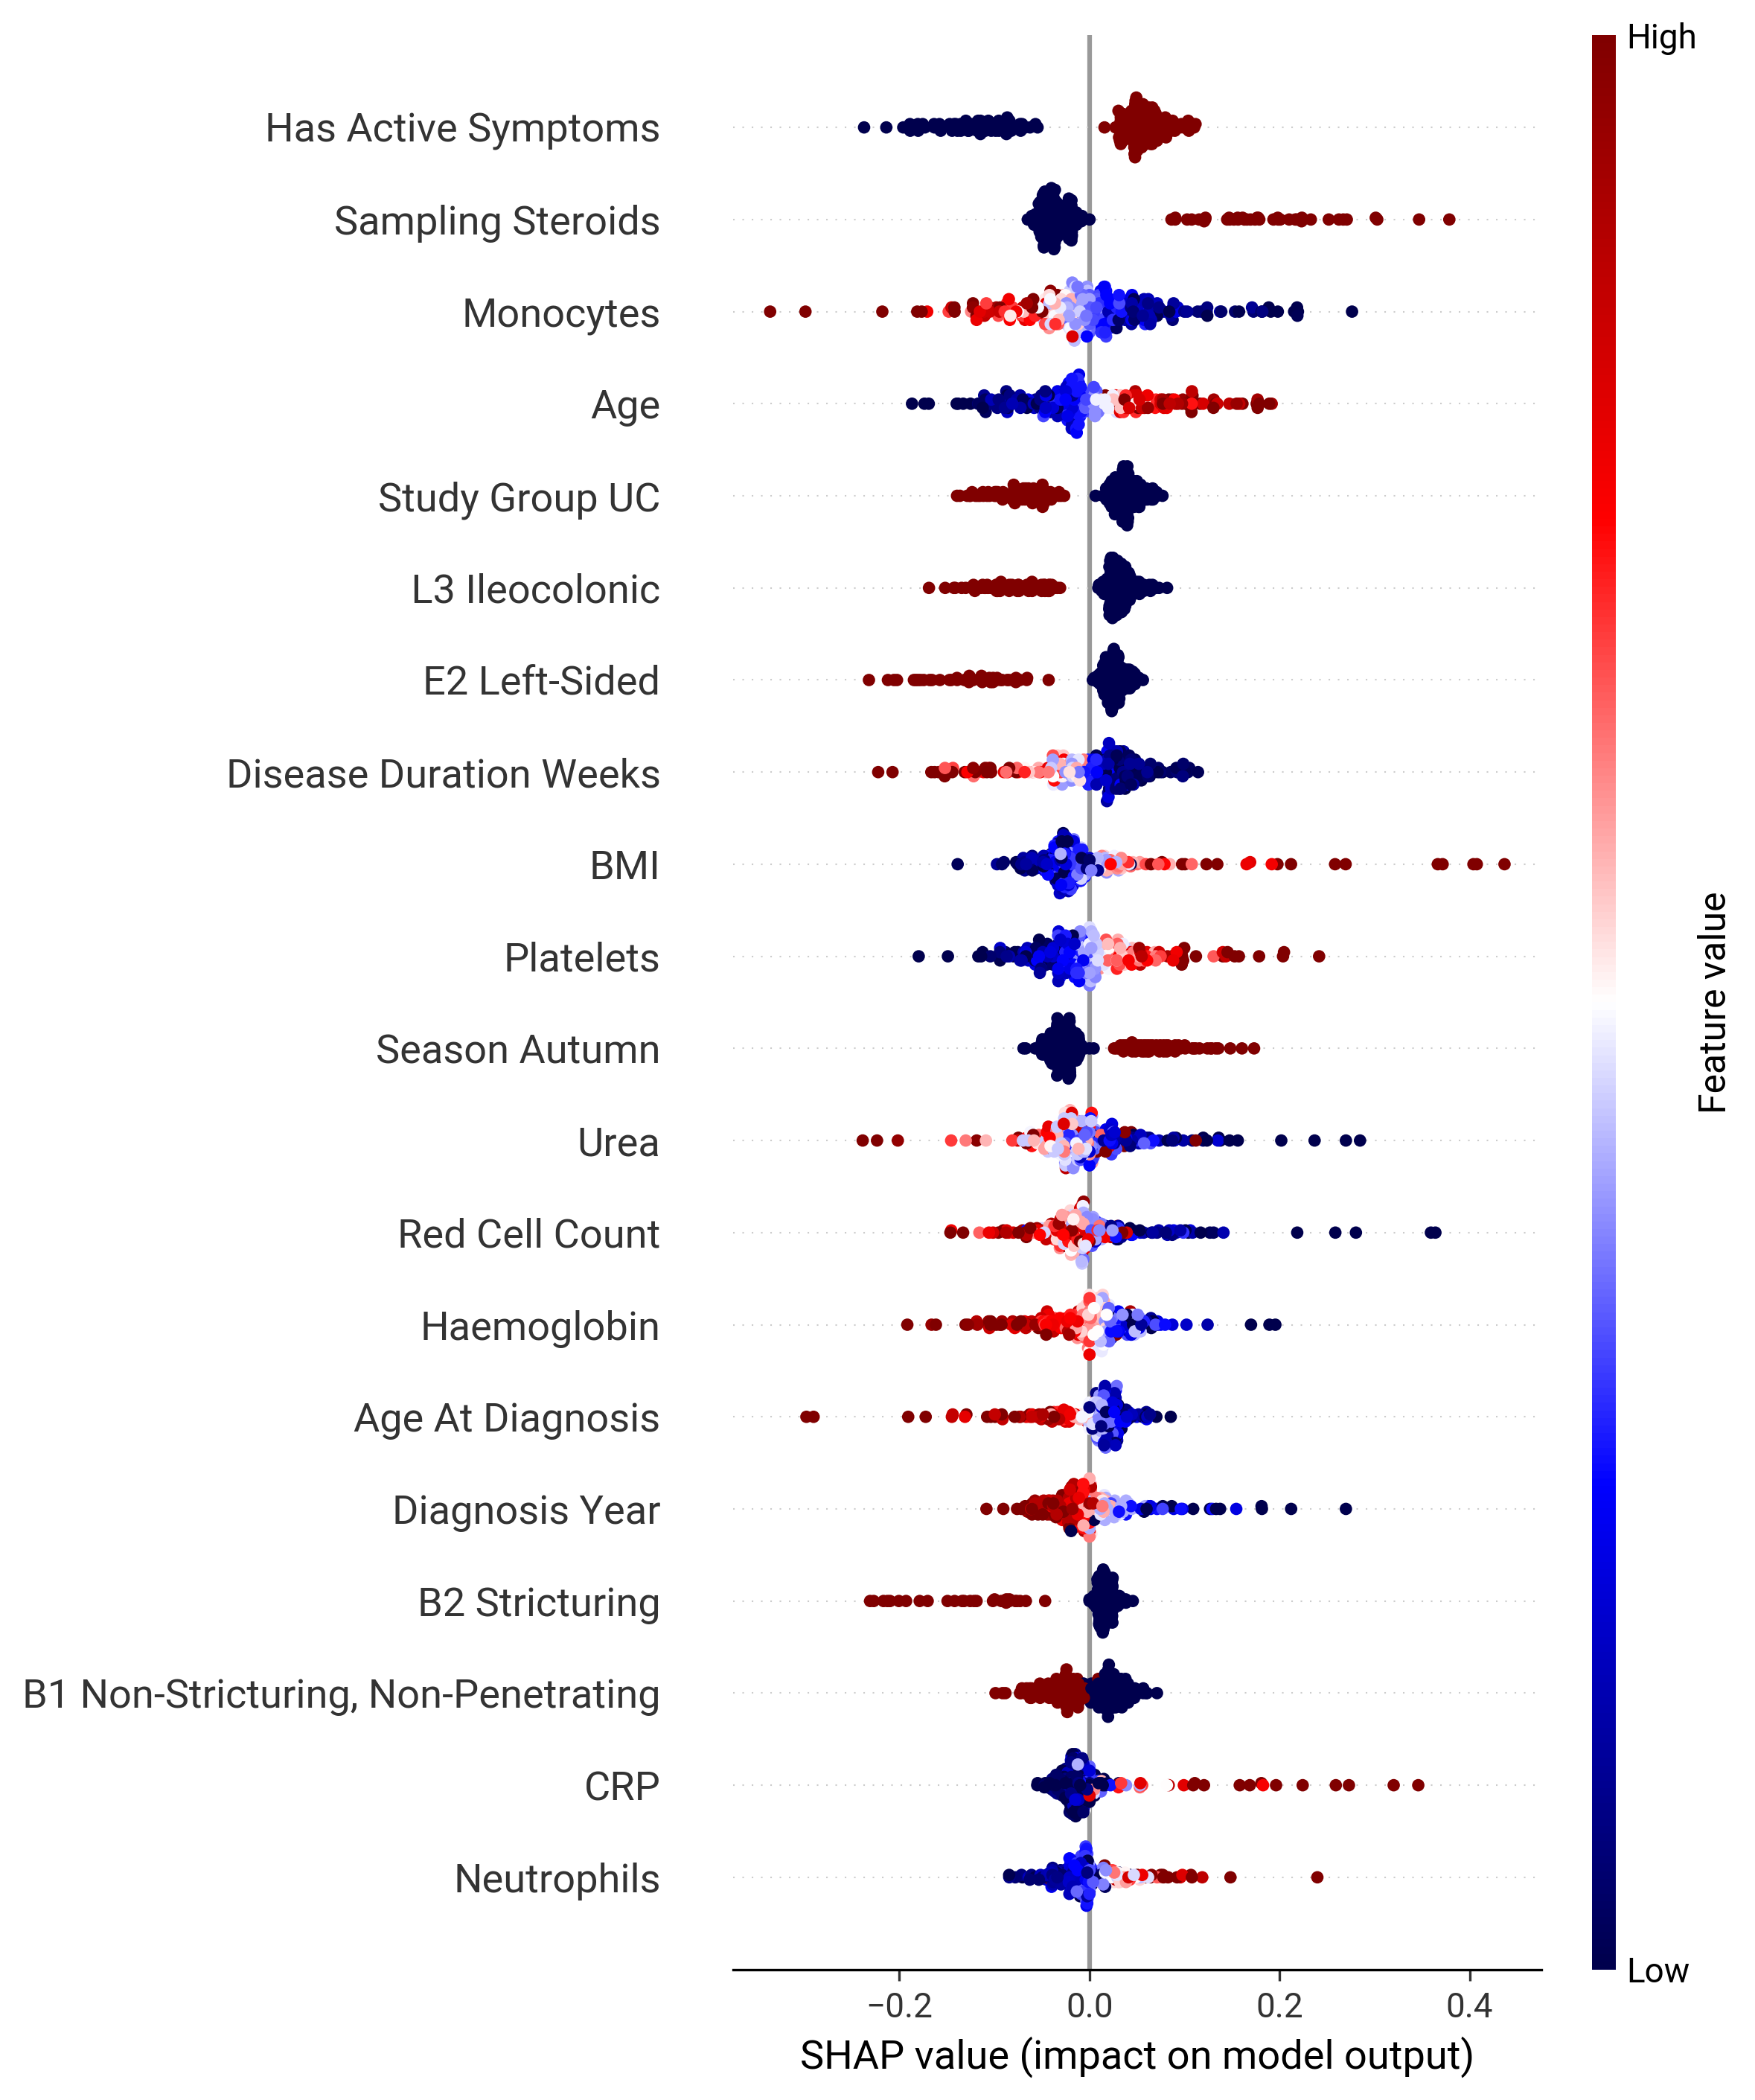 High
Has Active Symptoms
Sampling Steroids
Monocytes
Age
Study Group UC
L3 Ileocolonic
E2 Left-Sided
Disease Duration Weeks
BMI
Platelets
Season Autumn
Urea
Red Cell Count
Haemoglobin
Age At Diagnosis
Diagnosis Year
B2 Stricturing
B1 Non-Stricturing, Non-Penetrating
CRP
Neutrophils
Feature value
Low
−0.2 0.0 0.2 0.4
SHAP value (impact on model output)